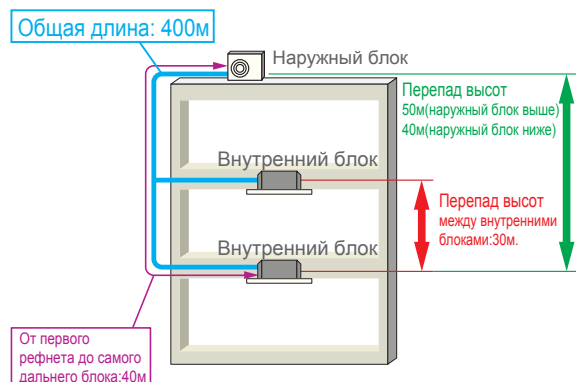 Общая длина: 400м
Наружный блок
Перепад высот
50м(наружный блок выше)
40м(наружный блок ниже)
Внутренний блок
Перепад высот
между внутренними
блоками:30м.
Внутренний блок
От первого
рефнета до самого
дальнего блока:40м